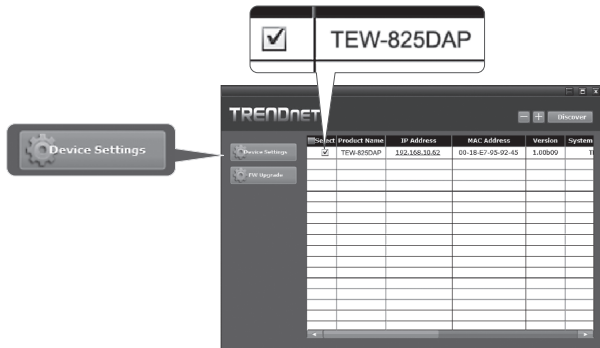 TEW-825DAP
TRENDnet
Discover
Device Settings
Device Settings
FW Upgrade
Select Product Name IP Address MAC Address Version System
TEW-825DAP 192.168.10.62 00-18-E7-95-92-45 1.00b09